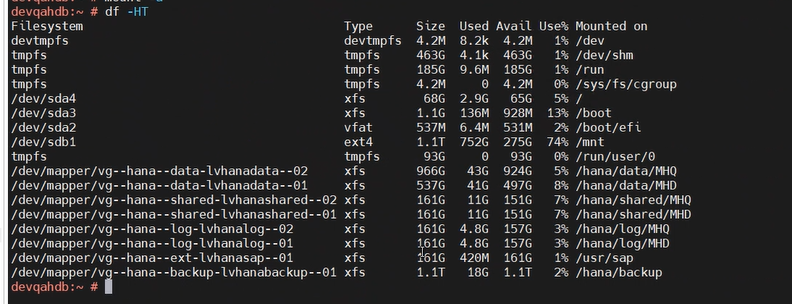 devqahdb:~ # df -HT
Filesystem Type Size Used Avail Use% Mounted on
devtmpfs devtmpfs 4.2M 8.2k 4.2M 1% /dev
tmpfs tmpfs 463G 4.1k 463G 1% /dev/shm
tmpfs tmpfs 185G 9.6M 185G 1% /run
tmpfs tmpfs 4.2M 0 4.2M 0% /sys/fs/cgroup
/dev/sda4 xfs 68G 2.9G 65G 5% /
/dev/sda3 xfs 1.1G 136M 928M 13% /boot
/dev/sda2 vfat 537M 6.4M 531M 2% /boot/efi
/dev/sdb1 ext4 1.1T 752G 275G 74% /mnt
tmpfs tmpfs 93G 0 93G 0% /run/user/0
/dev/mapper/vg--hana--data-lvhanadata--02 xfs 966G 43G 924G 5% /hana/data/MHQ
/dev/mapper/vg--hana--data-lvhanadata--01 xfs 537G 41G 497G 8% /hana/data/MHD
/dev/mapper/vg--hana--shared-lvhanashared--02 xfs 161G 11G 151G 7% /hana/shared/MHQ
/dev/mapper/vg--hana--shared-lvhanashared--01 xfs 161G 11G 151G 7% /hana/shared/MHD
/dev/mapper/vg--hana--log-lvhanalog--02 xfs 161G 4.8G 157G 3% /hana/log/MHQ
/dev/mapper/vg--hana--log-lvhanalog--01 xfs 161G 4.8G 157G 3% /hana/log/MHD
/dev/mapper/vg--hana--ext-lvhanasap--01 xfs 161G 420M 161G 1% /usr/sap
/dev/mapper/vg--hana--backup-lvhanabackup--01 xfs 1.1T 18G 1.1T 2% /hana/backup
devqahdb:~ #